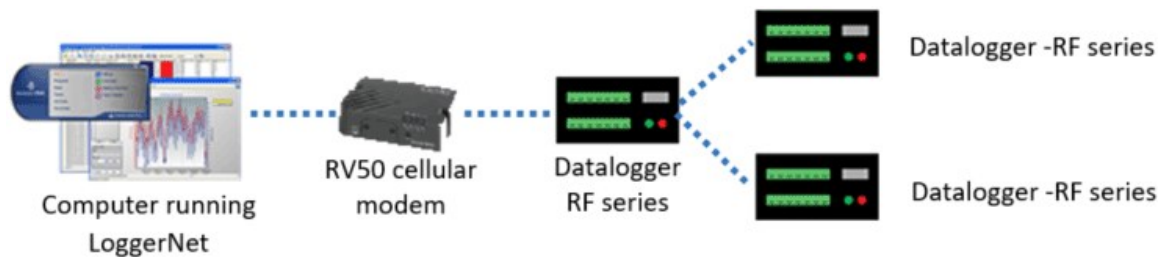 Computer running
LoggerNet
RV50 cellular
modem
Datalogger
RF series
Datalogger -RF series
Datalogger -RF series